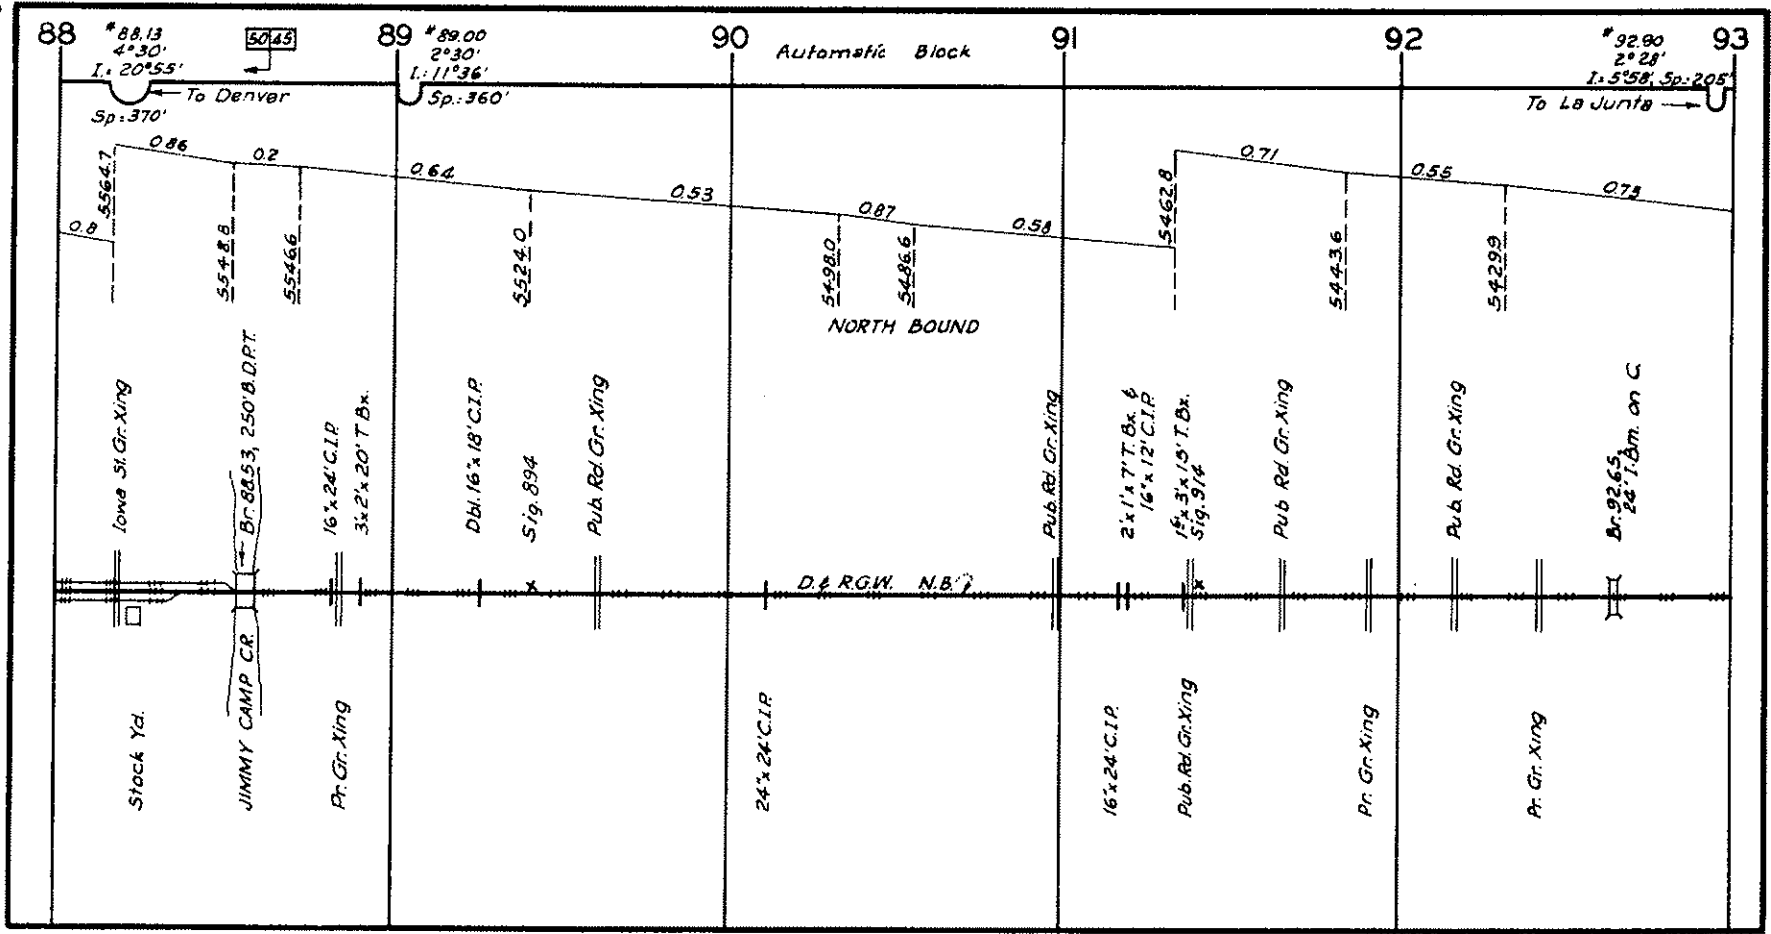 88
# 88.13
4°30'
I.: 20°55'
Sp.: 370'
50 45
To Denver
89
# 89.00
2°30'
I.: 11°36'
Sp.: 360'
90
Automatic Block
91
92
# 92.80
2°28'
I.: 5°58', Sp.: 205'
To La Junta
93
0.8
5564.7
0.86
5548.8
0.2
5546.6
0.64
5524.0
0.53
5498.0
0.87
5486.6
0.58
5462.8
0.71
5443.6
0.55
5429.9
0.73
NORTH BOUND
Iowa St. Gr. Xing
Br. 88.53, 250' B.D.P.T.
16"x 24' C.I.P.
3'x 2'x 20' T. Bx.
Dbl. 16"x 18' C.I.P.
Sig. 894
Pub. Rd. Gr. Xing
Pub. Rd. Gr. Xing
2'x 1'x 7' T. Bx. &
16"x 12' C.I.P.
1⁶'x 3'x 15' T. Bx.
Sig. 914
Pub Rd. Gr. Xing
Pub. Rd. Gr. Xing
Br. 92.65,
24' I. Bm. on C.
D. & R.G.W. N.B.
Stock Yd.
JIMMY CAMP CR.
Pr. Gr. Xing
24"x 24' C.I.P.
16"x 24' C.I.P.
Pub. Rd. Gr. Xing
Pr. Gr. Xing
Pr. Gr. Xing